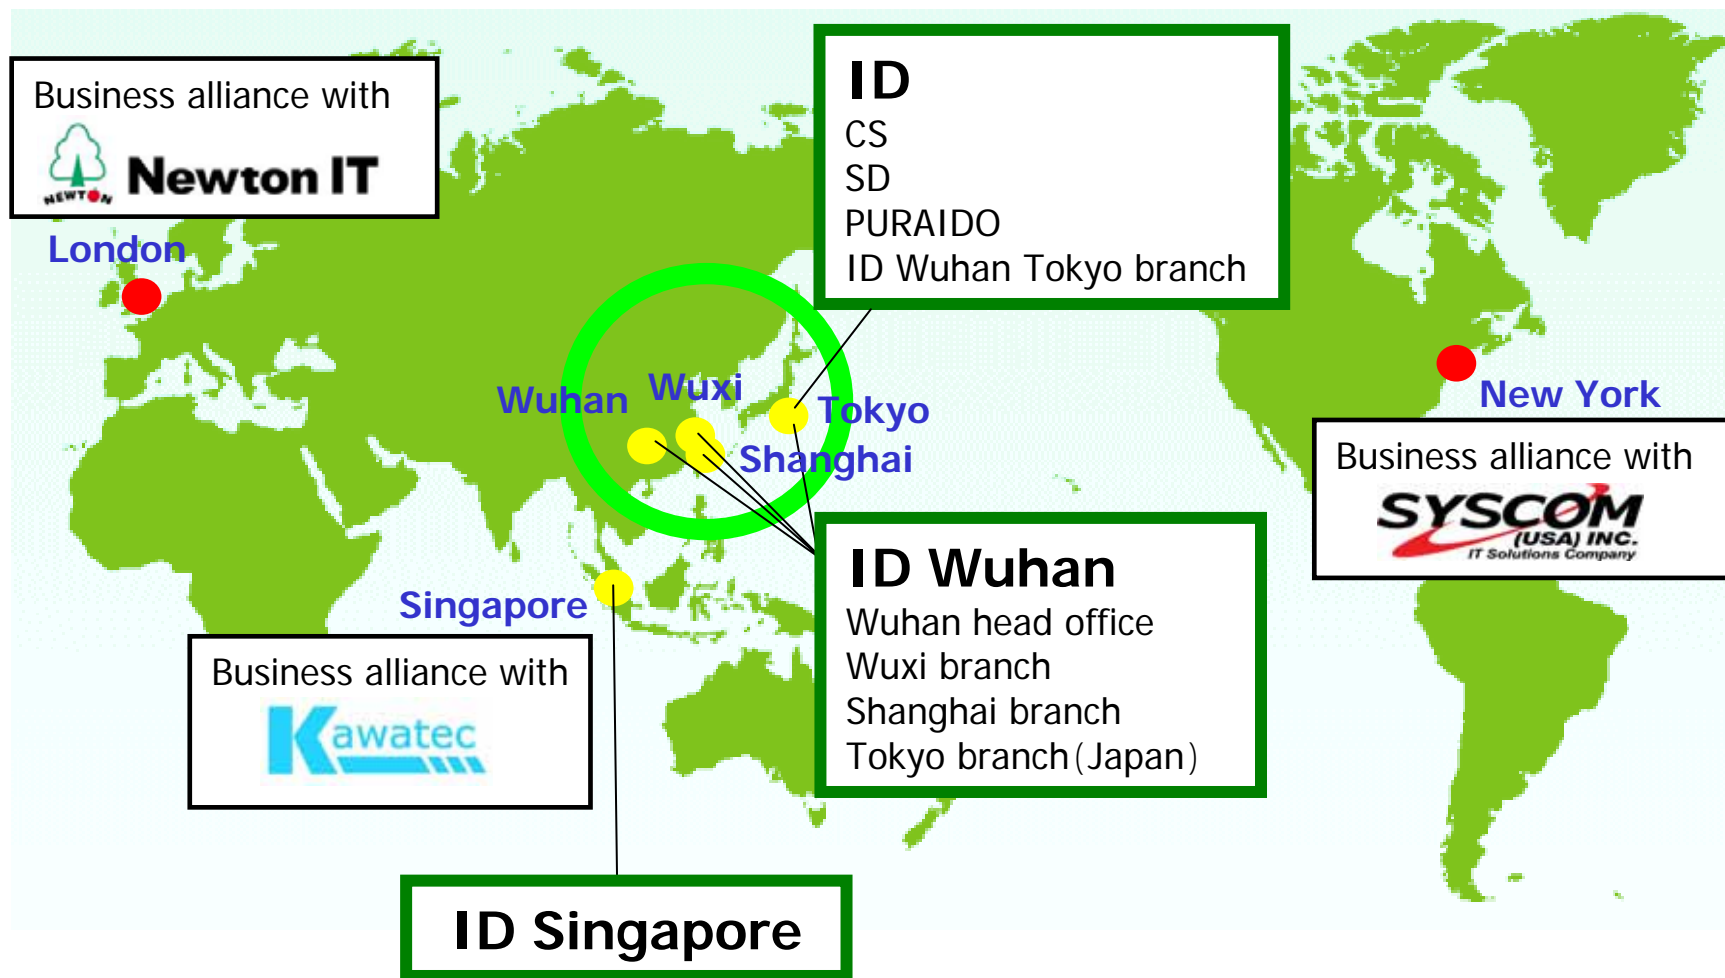 Business alliance with
NEWTON
Newton IT
London
ID
CS
SD
PURAIDO
ID Wuhan Tokyo branch
Wuhan
Wuxi
Tokyo
Shanghai
New York
Business alliance with
SYSCOM
(USA) INC.
IT Solutions Company
Singapore
Business alliance with
Kawatec
ID Wuhan
Wuhan head office
Wuxi branch
Shanghai branch
Tokyo branch(Japan)
ID Singapore